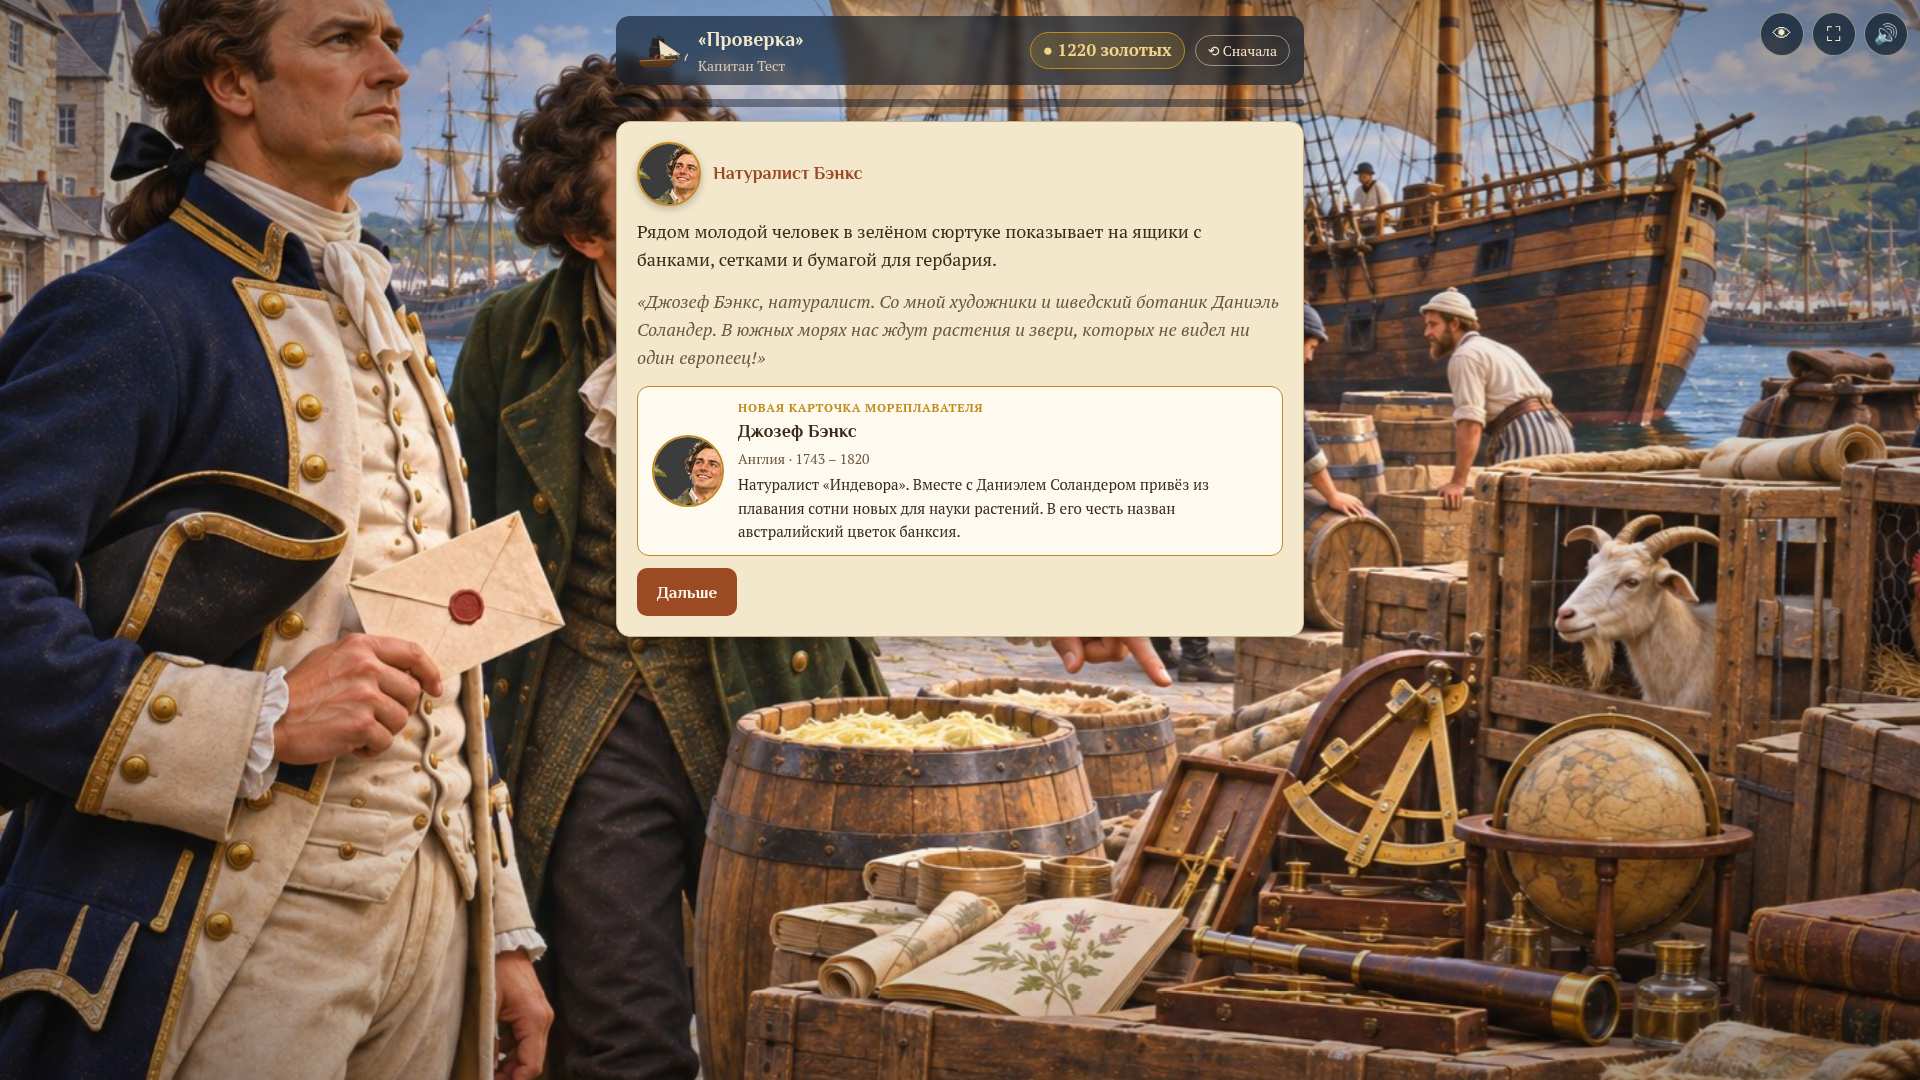 «Проверка»
Капитан Тест
● 1220 золотых
⟲ Сначала
Натуралист Бэнкс
Рядом молодой человек в зелёном сюртуке показывает на ящики с
банками, сетками и бумагой для гербария.
«Джозеф Бэнкс, натуралист. Со мной художники и шведский ботаник Даниэль
Соландер. В южных морях нас ждут растения и звери, которых не видел ни
один европеец!»
НОВАЯ КАРТОЧКА МОРЕПЛАВАТЕЛЯ
Джозеф Бэнкс
Англия · 1743 – 1820
Натуралист «Индевора». Вместе с Даниэлем Соландером привёз из
плавания сотни новых для науки растений. В его честь назван
австралийский цветок банксия.
Дальше